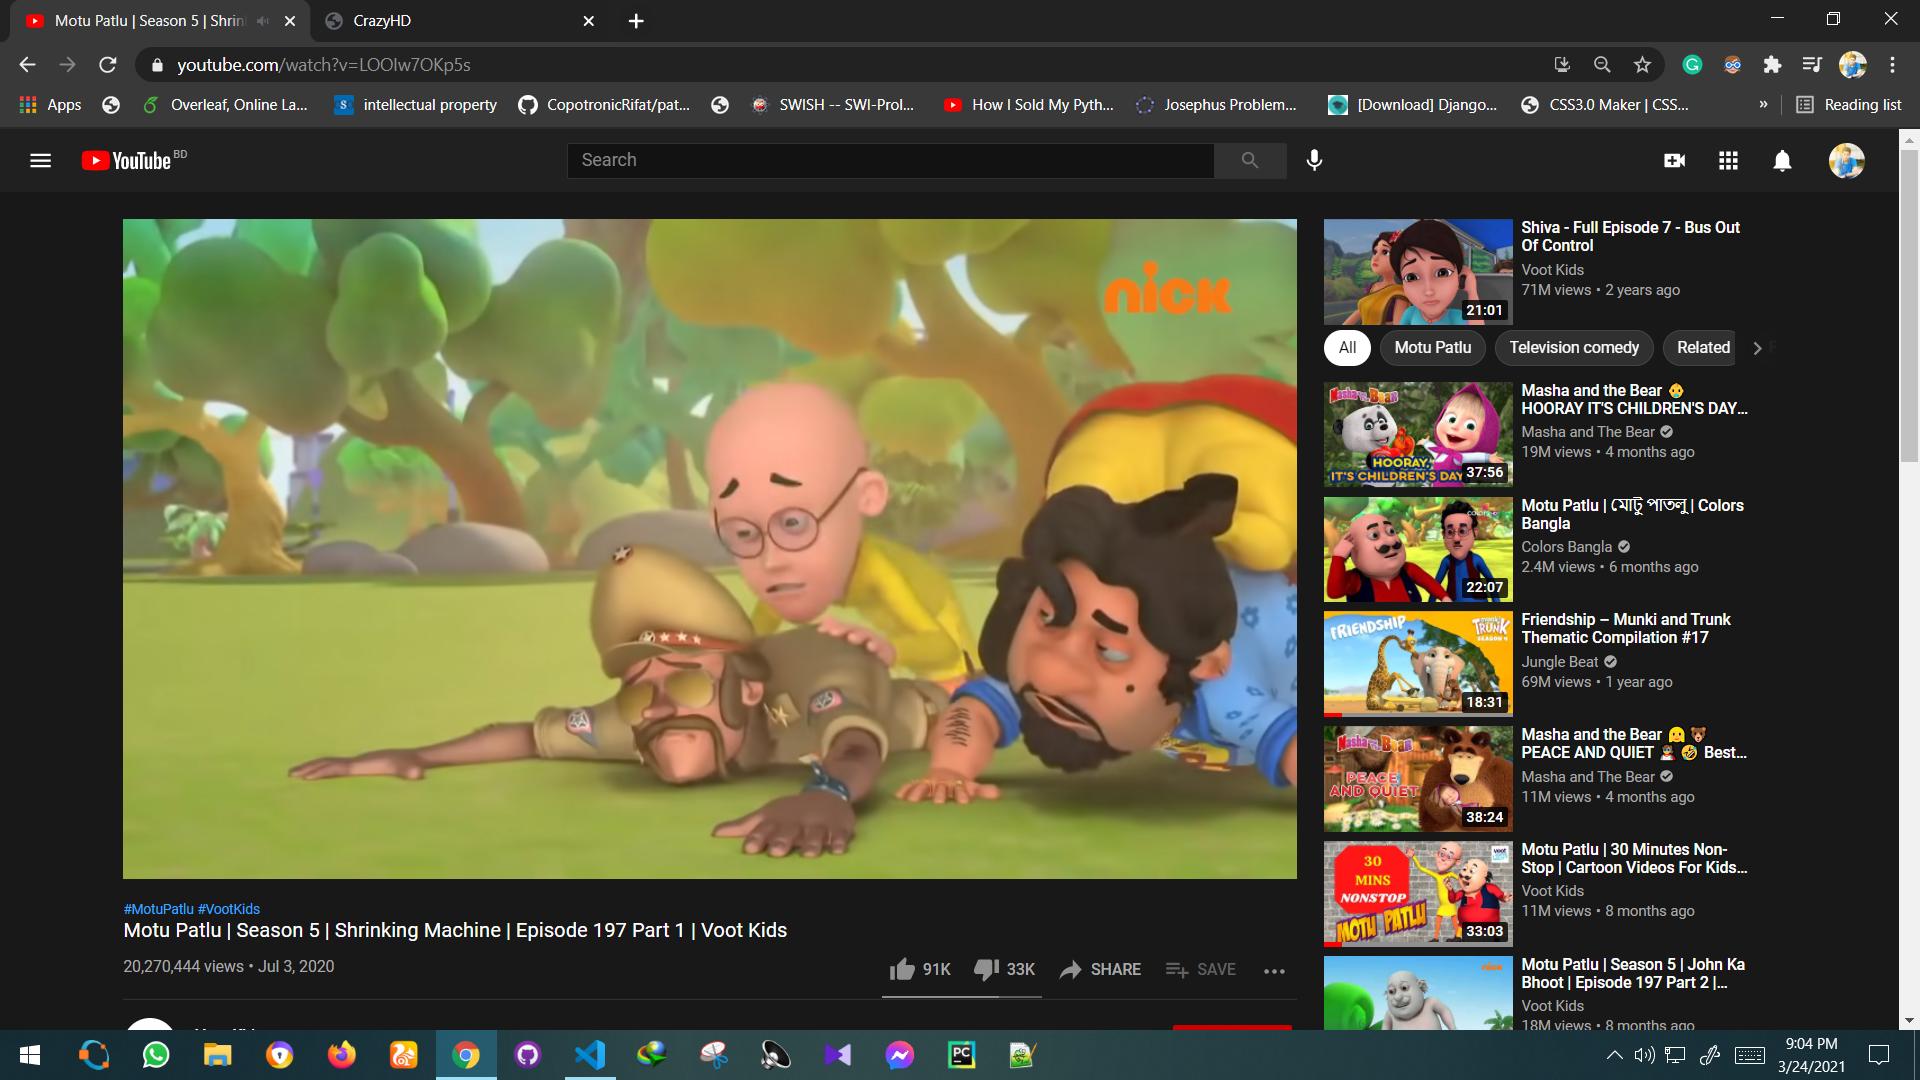 Motu Patlu | Season 5 | Shrin
CrazyHD
youtube.com/watch?v=LOOIw7OKp5s
Apps
Overleaf, Online La...
intellectual property
CopotronicRifat/pat...
SWISH -- SWI-Prol...
How I Sold My Pyth...
Josephus Problem...
[Download] Django...
CSS3.0 Maker | CSS...
»
Reading list
YouTube BD
Search
nick
#MotuPatlu #VootKids
Motu Patlu | Season 5 | Shrinking Machine | Episode 197 Part 1 | Voot Kids
20,270,444 views • Jul 3, 2020
91K
33K
SHARE
SAVE
Shiva - Full Episode 7 - Bus Out
Of Control
Voot Kids
71M views • 2 years ago
21:01
All
Motu Patlu
Television comedy
Related
Masha and the Bear 👶
HOORAY IT'S CHILDREN'S DAY...
Masha and The Bear
19M views • 4 months ago
HOORAY,
IT'S CHILDREN'S DAY
37:56
Motu Patlu | মোটু পাতলু | Colors
Bangla
Colors Bangla
2.4M views • 6 months ago
22:07
Friendship – Munki and Trunk
Thematic Compilation #17
Jungle Beat
69M views • 1 year ago
FRIENDSHIP
TRUNK
18:31
Masha and the Bear 👱‍♀️🐻
PEACE AND QUIET 🤣 Best...
Masha and The Bear
11M views • 4 months ago
PEACE
AND QUIET
38:24
Motu Patlu | 30 Minutes Non-
Stop | Cartoon Videos For Kids...
Voot Kids
11M views • 8 months ago
30
MINS
NONSTOP
MOTU PATLU
33:03
Motu Patlu | Season 5 | John Ka
Bhoot | Episode 197 Part 2 |...
Voot Kids
18M views • 8 months ago
nick
9:04 PM
3/24/2021